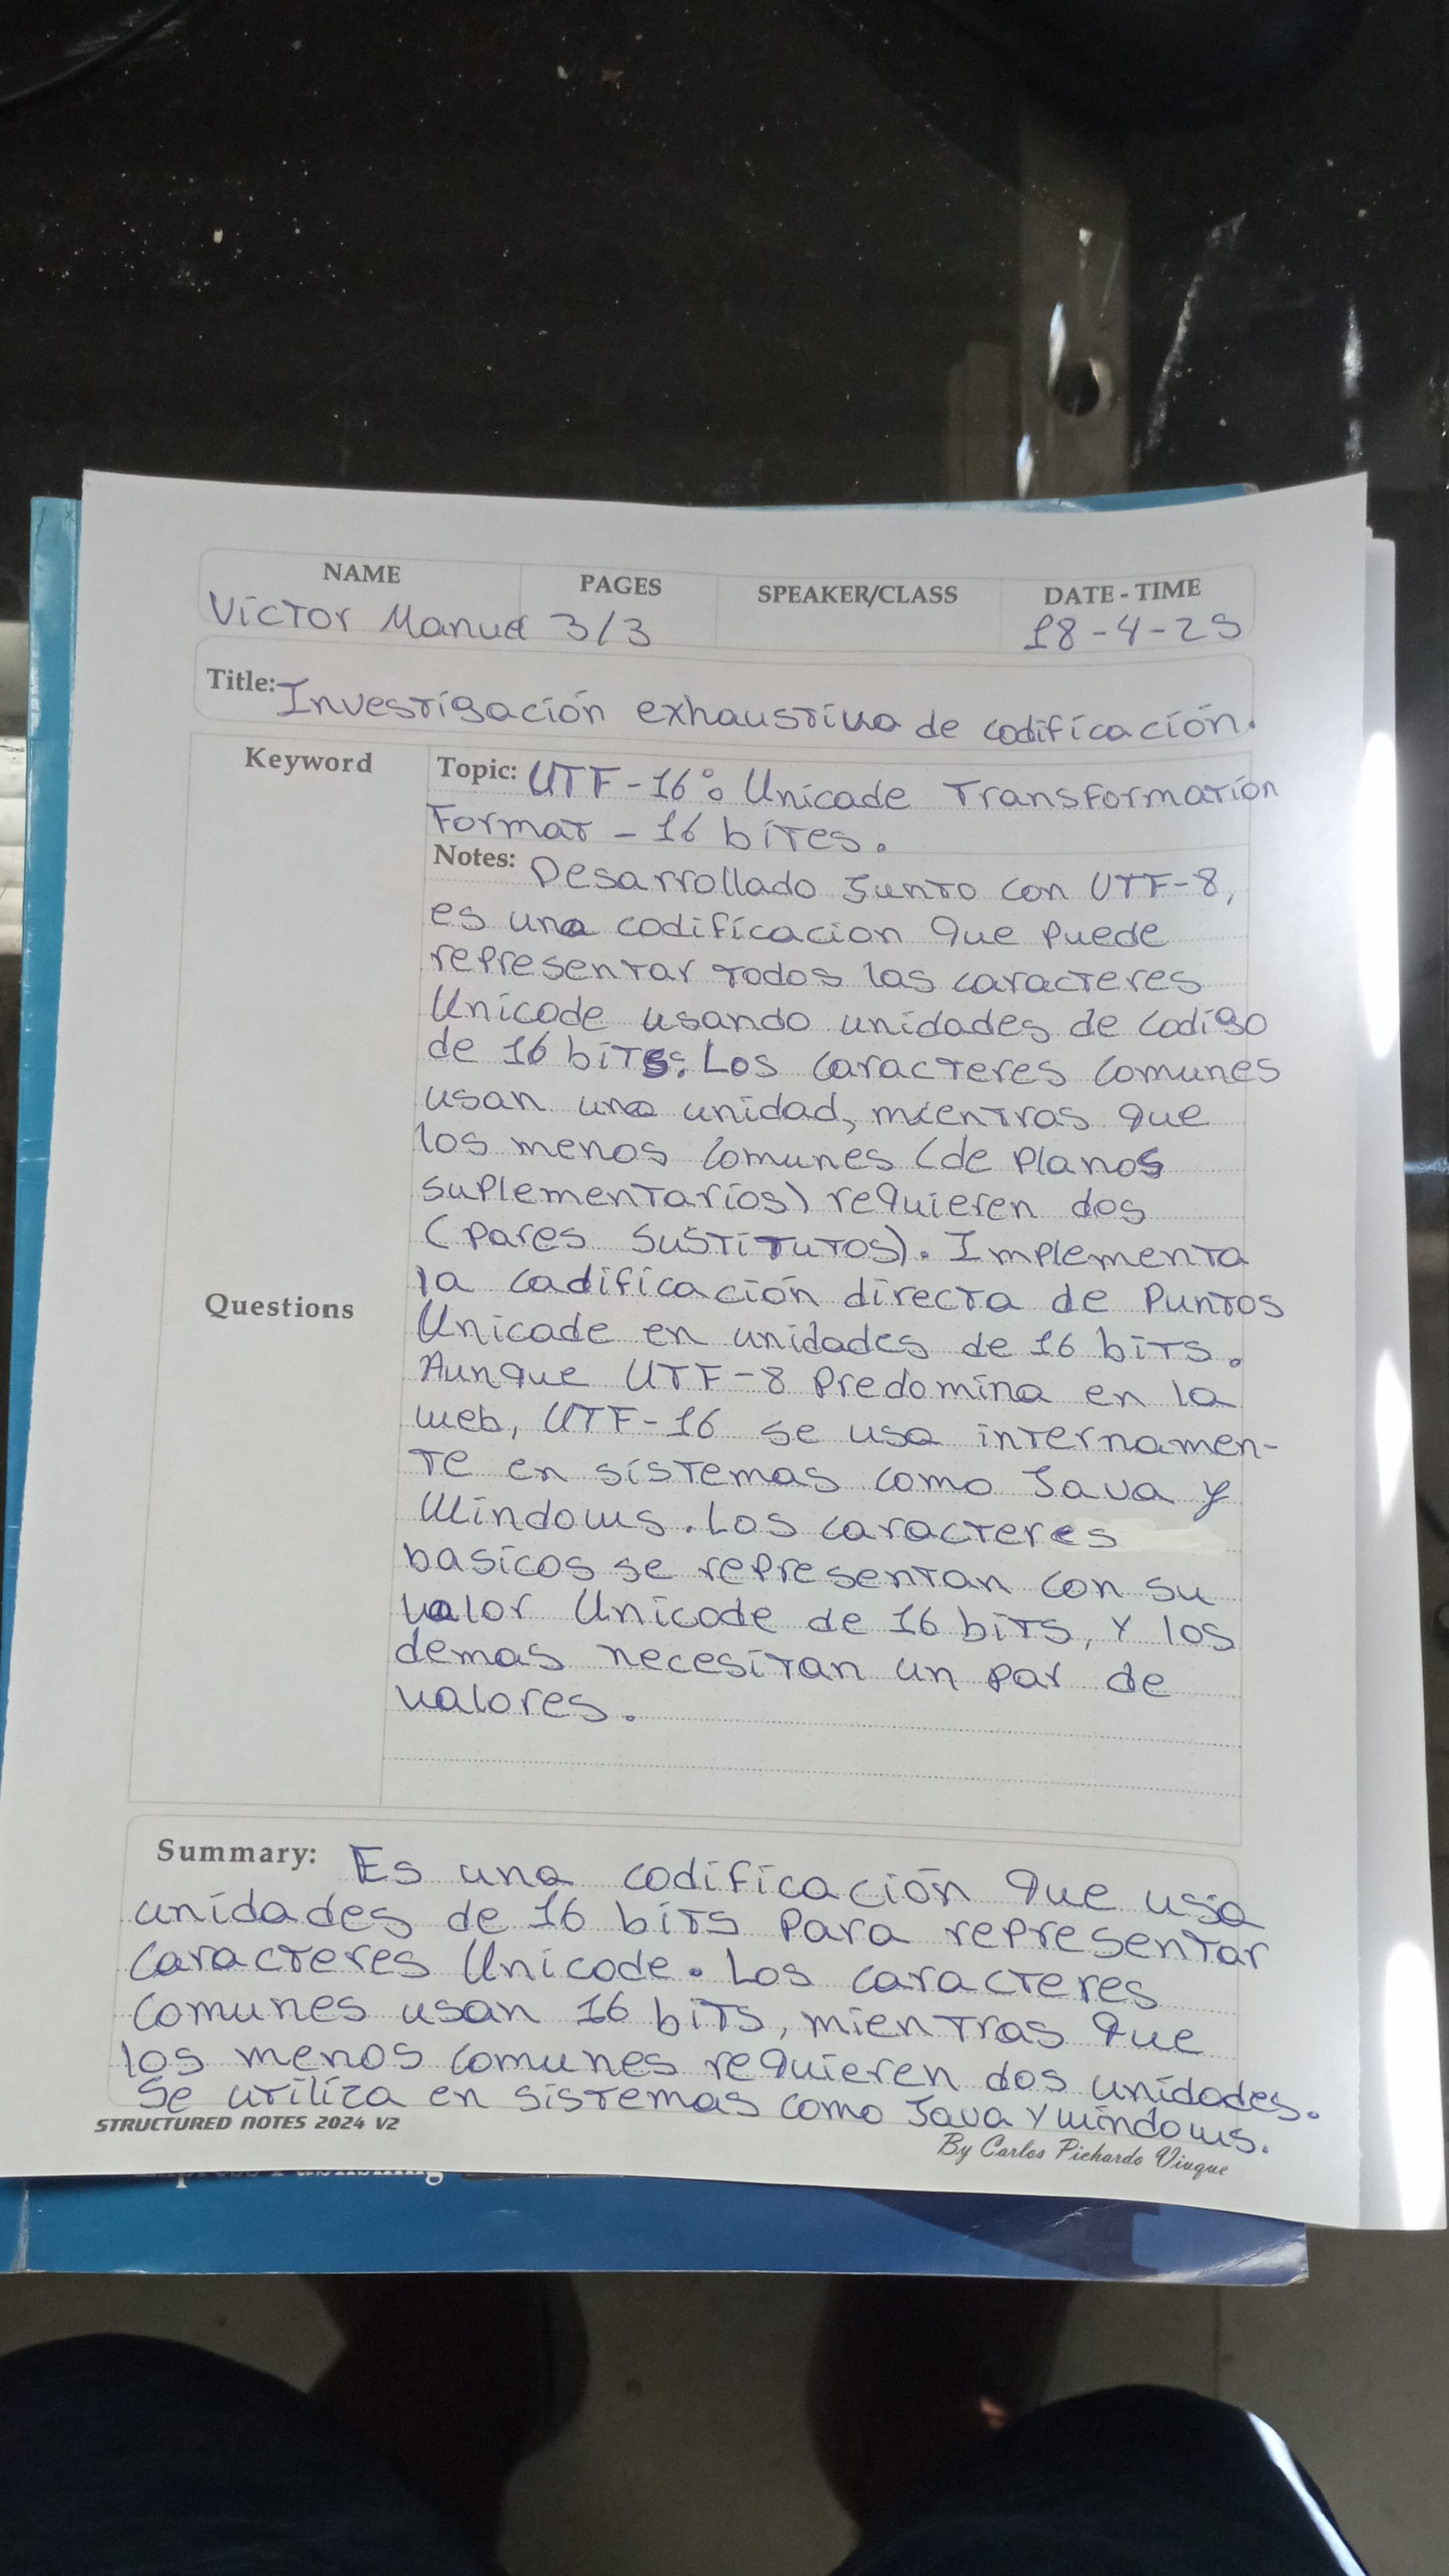 NAME PAGES SPEAKER/CLASS DATE - TIME
Victor Manuel 3/3 18-4-25
Title: Investigación exhaustiva de codificación.
Keyword
Topic: UTF-16: Unicode Transformation
Format - 16 bites.
Notes: Desarrollado Junto con UTF-8,
es una codificacion que puede
representar todos los caracteres
Unicode usando unidades de codigo
de 16 bits. Los caracteres comunes
usan una unidad, mientras que
los menos comunes (de planos
suplementarios) requieren dos
(pares sustitutos). Implementa
la codificación directa de Puntos
Questions
Unicode en unidades de 16 bits.
Aunque UTF-8 Predomina en la
web, UTF-16 se usa internamen-
te en sistemas como Java y
Windows. Los caracteres
basicos se representan con su
valor Unicode de 16 bits, y los
demas necesitan un par de
valores.
Summary: Es una codificación que usa
unidades de 16 bits para representar
caracteres Unicode. Los caracteres
comunes usan 16 bits, mientras que
los menos comunes requieren dos unidades.
Se utiliza en sistemas como Java y windows.
STRUCTURED NOTES 2024 V2
By Carlos Pichardo Viuque